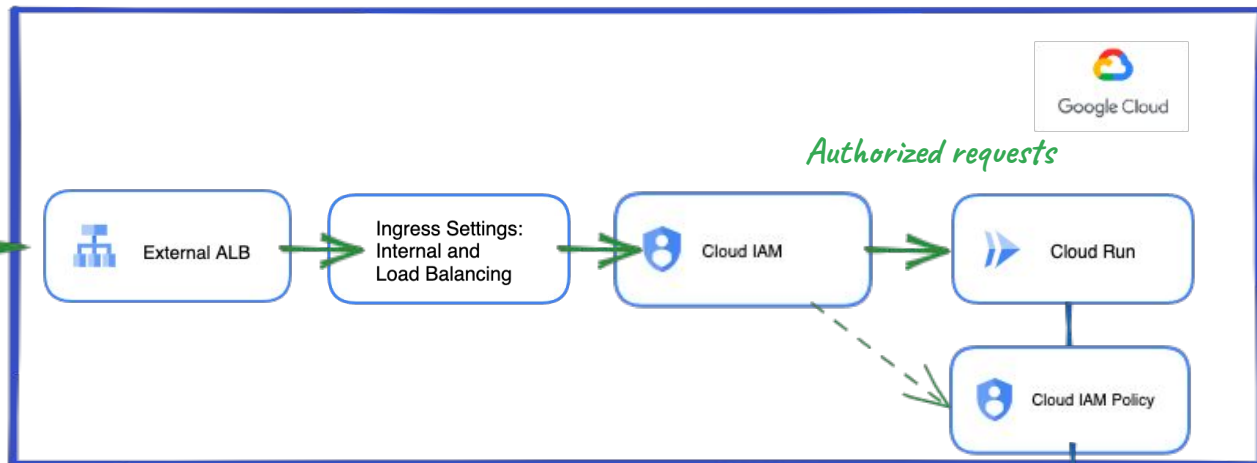 Google Cloud
Authorized requests
External ALB
Ingress Settings:
Internal and
Load Balancing
Cloud IAM
Cloud Run
Cloud IAM Policy